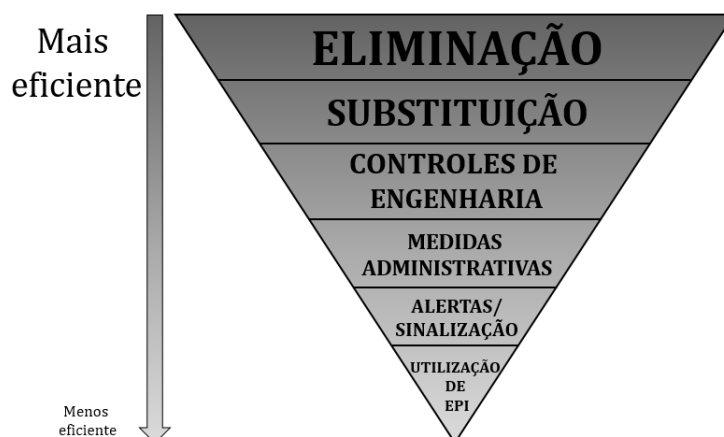 Mais
eficiente
ELIMINAÇÃO
SUBSTITUIÇÃO
CONTROLES DE
ENGENHARIA
MEDIDAS
ADMINISTRATIVAS
ALERTAS/
SINALIZAÇÃO
UTILIZAÇÃO
DE
EPI
Menos
eficiente